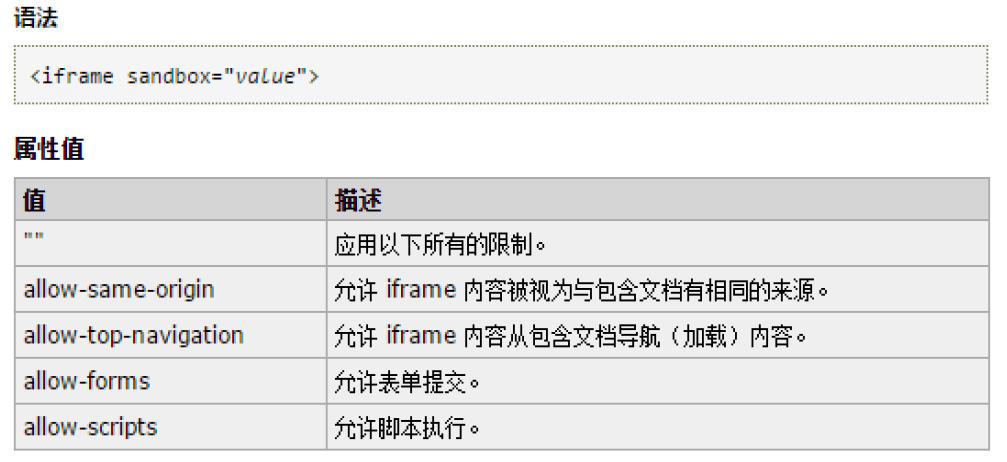 语法
<iframe sandbox="value">
属性值
值 描述
"" 应用以下所有的限制。
allow-same-origin 允许 iframe 内容被视为与包含文档有相同的来源。
allow-top-navigation 允许 iframe 内容从包含文档导航（加载）内容。
allow-forms 允许表单提交。
allow-scripts 允许脚本执行。